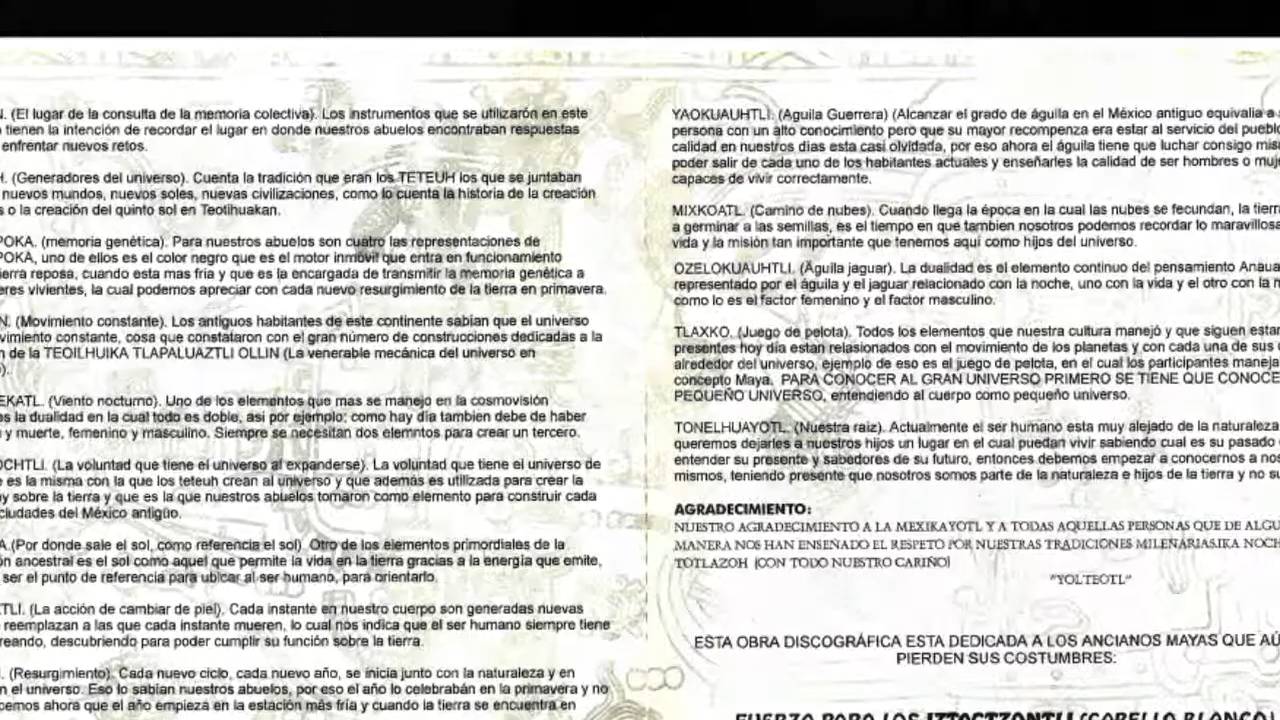 N. (El lugar de la consulta de la memoria colectiva). Los instrumentos que se utilizarón en este
tienen la intención de recordar el lugar en donde nuestros abuelos encontraban respuestas
enfrentar nuevos retos.
H. (Generadores del universo). Cuenta la tradición que eran los TETEUH los que se juntaban
nuevos mundos, nuevos soles, nuevas civilizaciones, como lo cuenta la historia de la creación
s o la creación del quinto sol en Teotihuakan.
POKA. (memoria genética). Para nuestros abuelos son cuatro las representaciones de
POKA, uno de ellos es el color negro que es el motor inmóvil que entra en funcionamiento
ierra reposa, cuando esta mas fria y que es la encargada de transmitir la memoria genética a
eres vivientes, la cual podemos apreciar con cada nuevo resurgimiento de la tierra en primavera.
N. (Movimiento constante). Los antiguos habitantes de este continente sabian que el universo
vimiento constante, cosa que constataron con el gran número de construcciones dedicadas a la
n de la TEOILHUIKA TLAPALUAZTLI OLLIN (La venerable mecánica del universo en
).
EKATL. (Viento nocturno). Uno de los elementos que mas se manejo en la cosmovisión
es la dualidad en la cual todo es doble, asi por ejemplo; como hay día tambien debe de haber
y muerte, femenino y masculino. Siempre se necesitan dos elemntos para crear un tercero.
OCHTLI. (La voluntad que tiene el universo al expanderse). La voluntad que tiene el universo de
e es la misma con la que los teteuh crean al universo y que además es utilizada para crear la
y sobre la tierra y que es la que nuestros abuelos tomaron como elemento para construir cada
ciudades del México antigüo.
A.(Por donde sale el sol, como referencia el sol). Otro de los elementos primordiales de la
ón ancestral es el sol como aquel que permite la vida en la tierra gracias a la energía que emite,
ser el punto de referencia para ubicar al ser humano, para orientarlo.
TLI. (La acción de cambiar de piel). Cada instante en nuestro cuerpo son generadas nuevas
reemplazan a las que cada instante mueren, lo cual nos indica que el ser humano siempre tiene
reando, descubriendo para poder cumplir su función sobre la tierra.
. (Resurgimiento). Cada nuevo ciclo, cada nuevo año, se inicia junto con la naturaleza y en
n el universo. Eso lo sabían nuestros abuelos, por eso el año lo celebrabán en la primavera y no
cemos ahora que el año empieza en la estación más fría y cuando la tierra se encuentra en
YAOKUAUHTLI. (Aguila Guerrera) (Alcanzar el grado de águila en el México antiguo equivalia a
persona con un alto conocimiento pero que su mayor recompenza era estar al servicio del pueblo
calidad en nuestros dias esta casi olvidada, por eso ahora el águila tiene que luchar consigo mis
poder salir de cada uno de los habitantes actuales y enseñarles la calidad de ser hombres o muj
capaces de vivir correctamente.
MIXKOATL. (Camino de nubes). Cuando llega la época en la cual las nubes se fecundan, la tierra
a germinar a las semillas, es el tiempo en que tambien nosotros podemos recordar lo maravillosa
vida y la misión tan importante que tenemos aquí como hijos del universo.
OZELOKUAUHTLI. (Águila jaguar). La dualidad es el elemento continuo del pensamiento Anaua
representado por el águila y el jaguar relacionado con la noche, uno con la vida y el otro con la
como lo es el factor femenino y el factor masculino.
TLAXKO. (Juego de pelota). Todos los elementos que nuestra cultura manejó y que siguen estan
presentes hoy día estan relasionados con el movimiento de los planetas y con cada una de sus
alrededor del universo, ejemplo de eso es el juego de pelota, en el cual los participantes maneja
concepto Maya. PARA CONOCER AL GRAN UNIVERSO PRIMERO SE TIENE QUE CONOCE
PEQUEÑO UNIVERSO, entendiendo al cuerpo como pequeño universo.
TONELHUAYOTL. (Nuestra raiz). Actualmente el ser humano esta muy alejado de la naturaleza
queremos dejarles a nuestros hijos un lugar en el cual puedan vivir sabiendo cual es su pasado
entender su presente y sabedores de su futuro, entonces debemos empezar a conocernos a nos
mismos, teniendo presente que nosotros somos parte de la naturaleza e hijos de la tierra y no su
AGRADECIMIENTO:
NUESTRO AGRADECIMIENTO A LA MEXIKAYOTL Y A TODAS AQUELLAS PERSONAS QUE DE ALGU
MANERA NOS HAN ENSEÑADO EL RESPETO POR NUESTRAS TRADICIONES MILENARIAS.IKA NOCH
TOTLAZOH (CON TODO NUESTRO CARIÑO)
"YOLTEOTL"
ESTA OBRA DISCOGRÁFICA ESTA DEDICADA A LOS ANCIANOS MAYAS QUE AÚ
PIERDEN SUS COSTUMBRES:
FUERZO PARA LOS IZTACTZONTLI (CABELLO BLANCO)